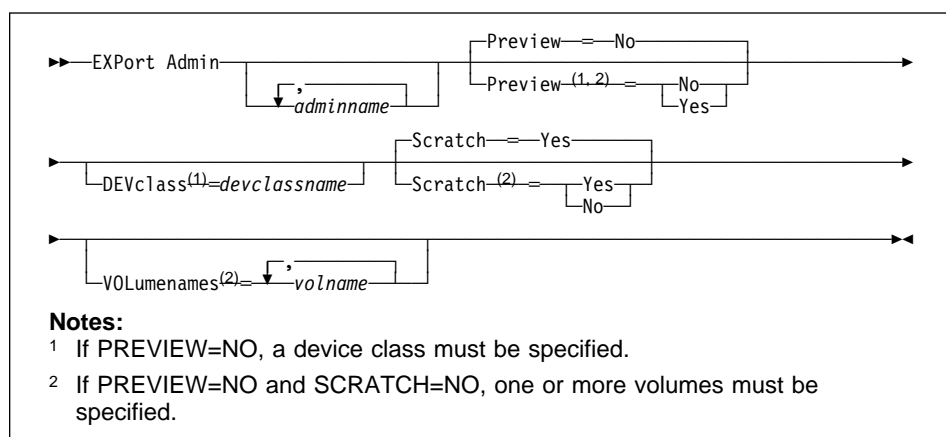 Preview = No
EXPort Admin
,
adminname
Preview (1, 2) = No
Yes
Scratch = Yes
DEVclass(1)=devclassname
Scratch (2) = Yes
No
,
VOLumenames(2)= volname
Notes:
1 If PREVIEW=NO, a device class must be specified.
2 If PREVIEW=NO and SCRATCH=NO, one or more volumes must be
specified.